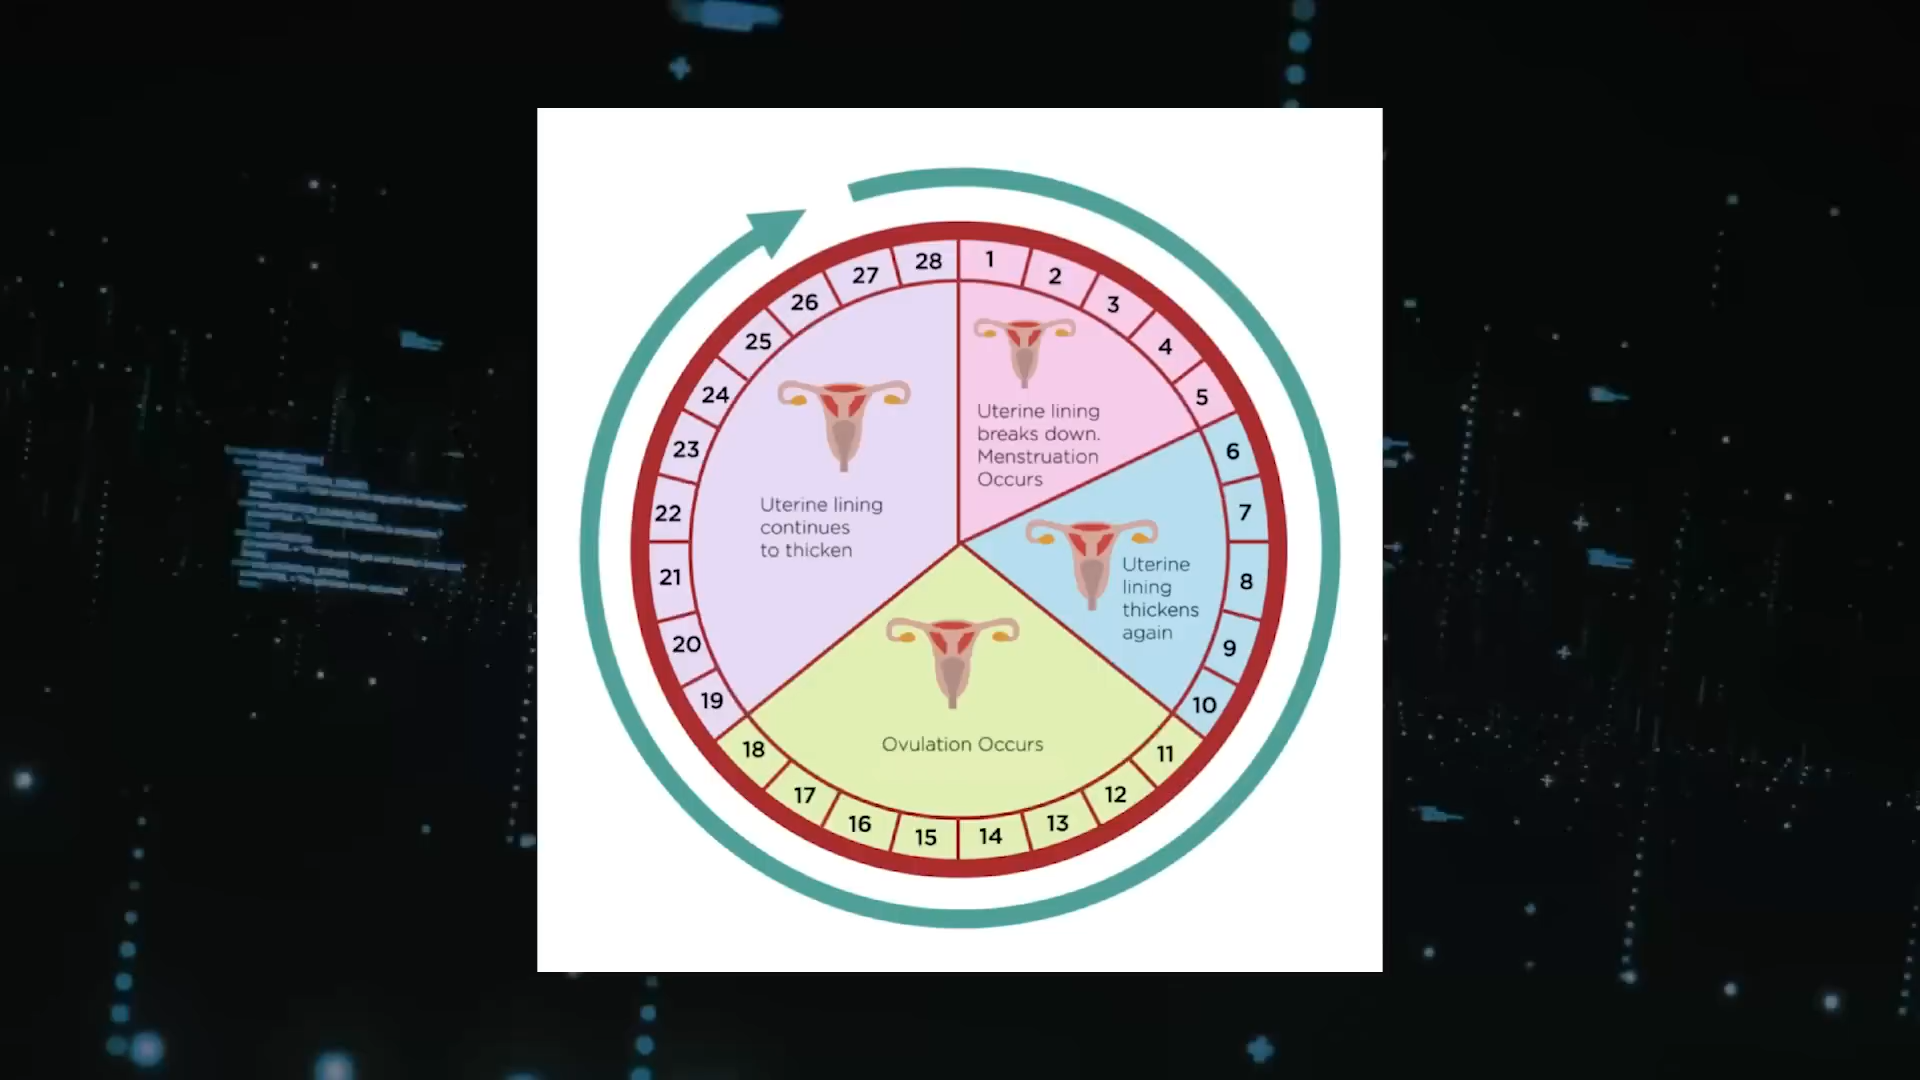 1
2
3
4
5
6
7
8
9
10
11
12
13
14
15
16
17
18
19
20
21
22
23
24
25
26
27
28
Uterine lining
breaks down.
Menstruation
Occurs
Uterine
lining
thickens
again
Ovulation Occurs
Uterine lining
continues
to thicken